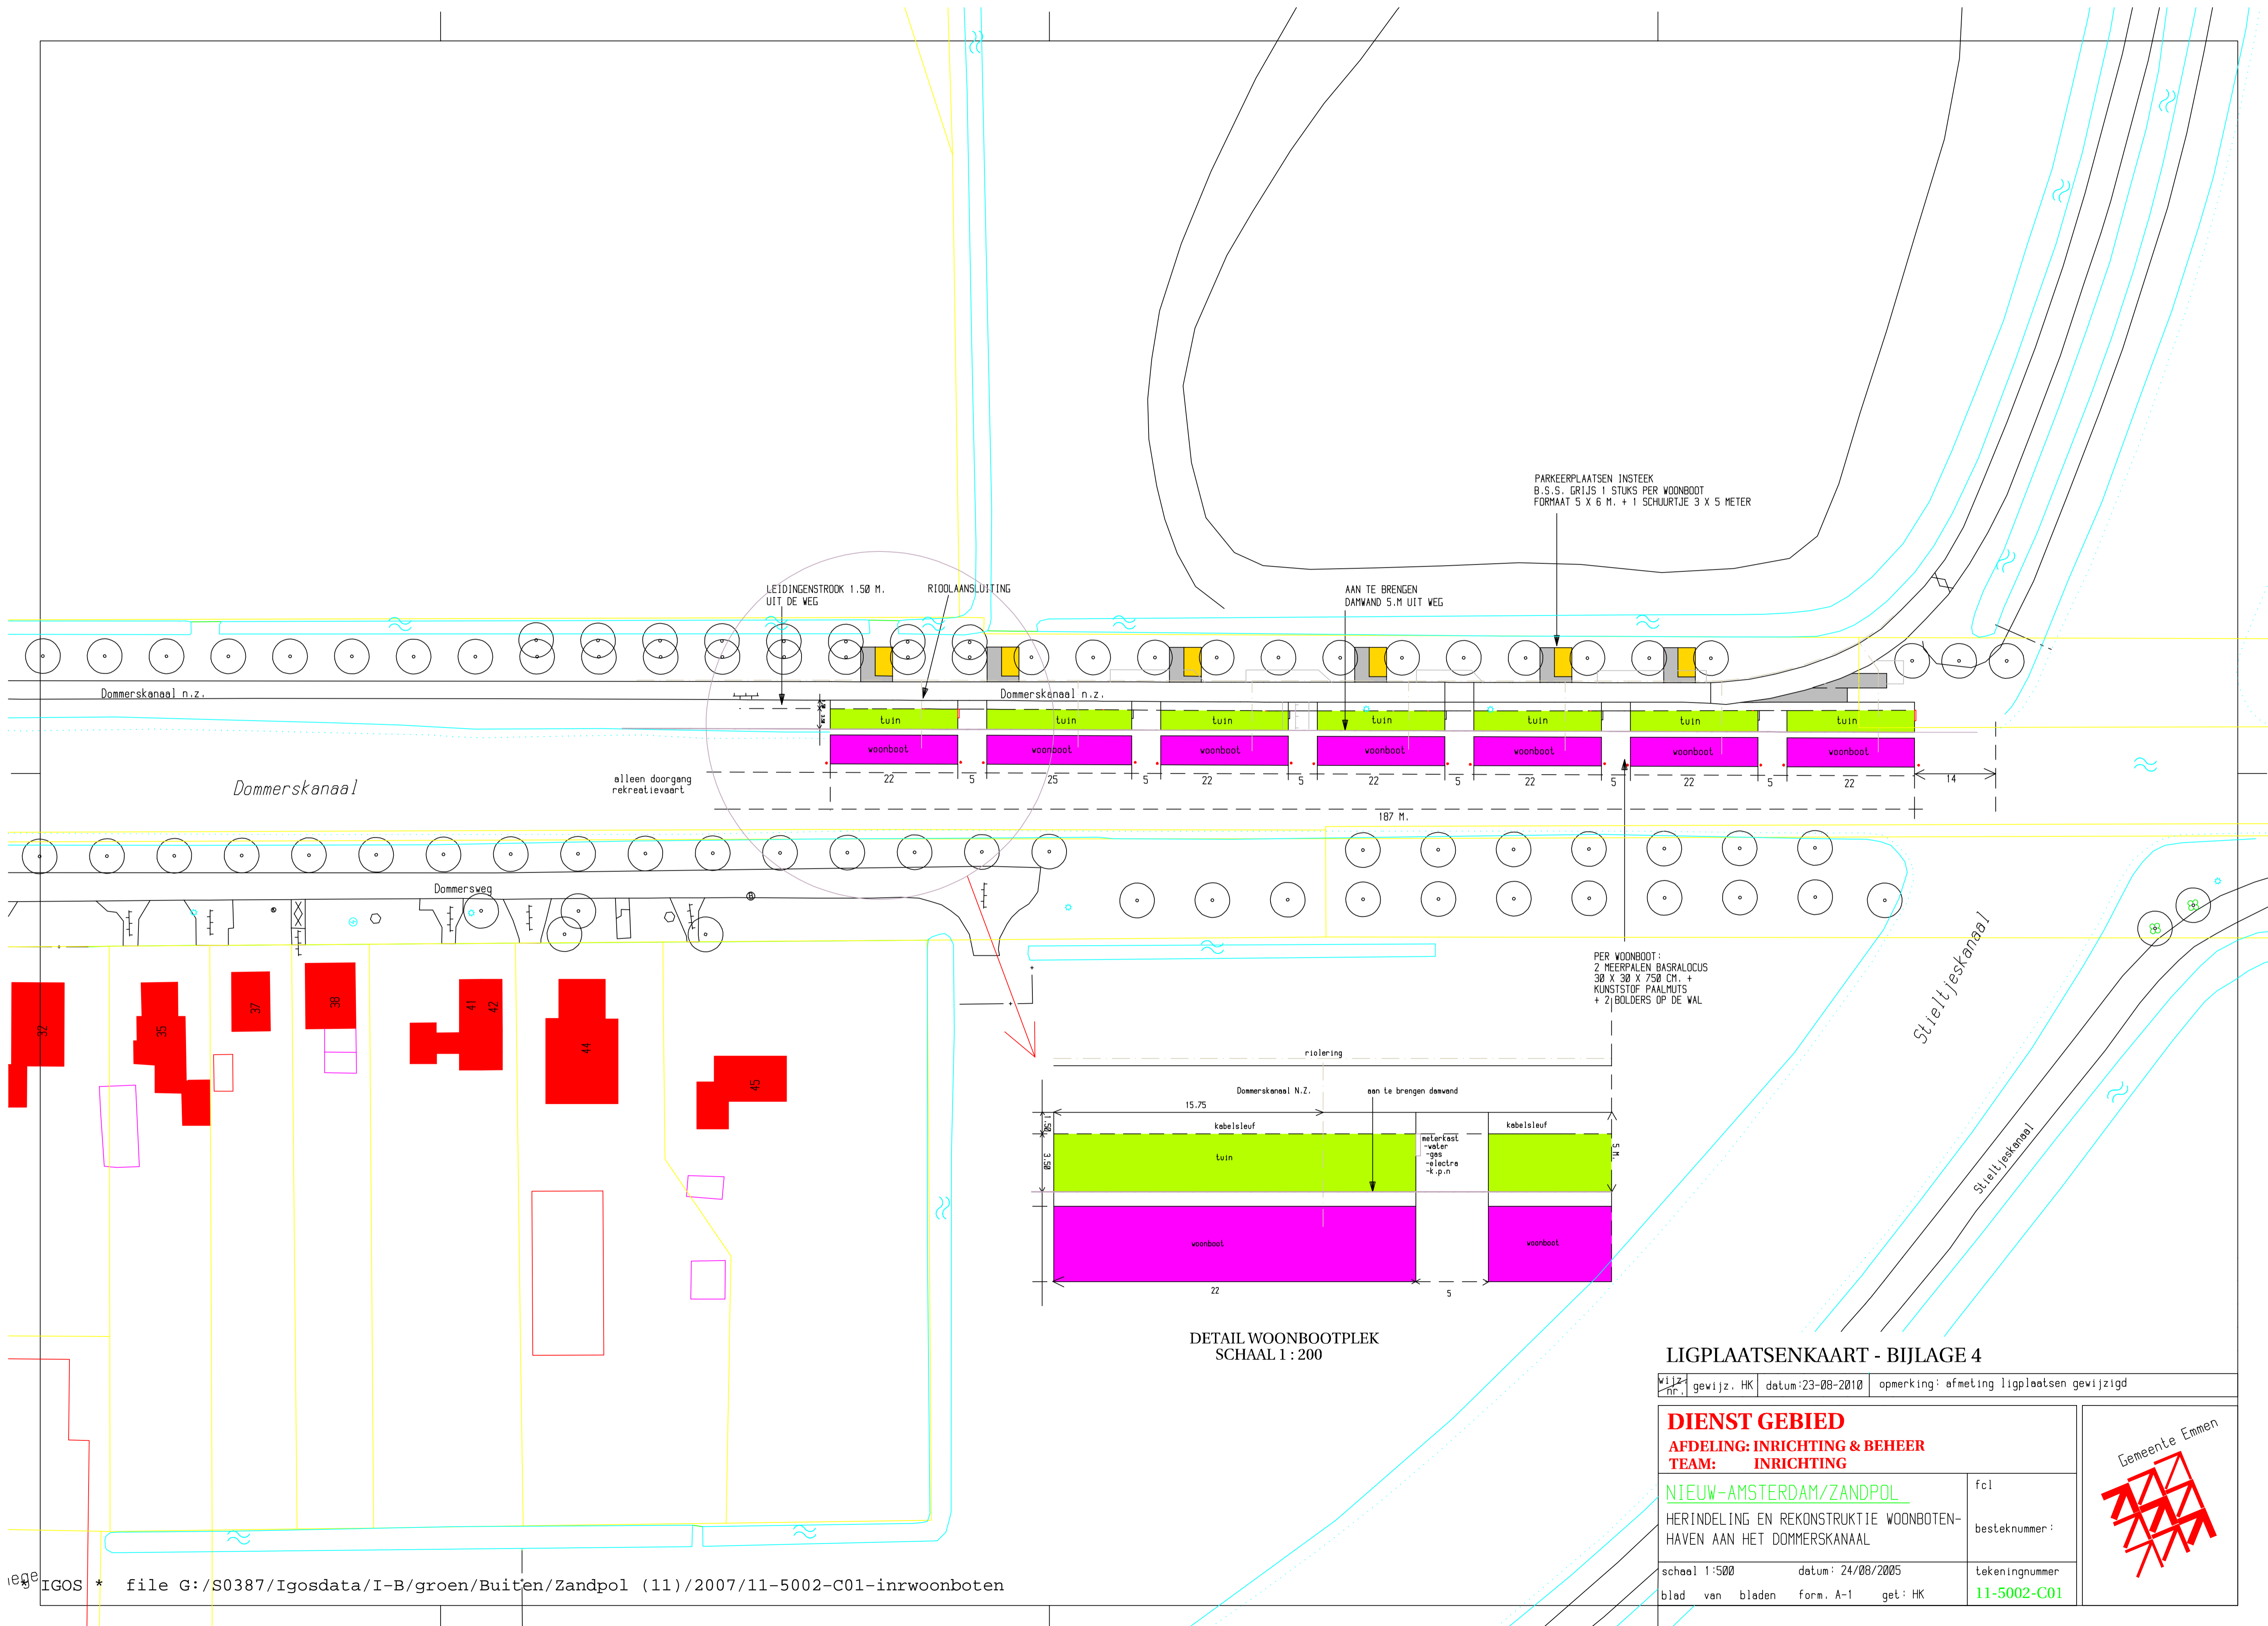 PARKEERPLAATSEN INSTEEK
B.S.S. GRIJS 1 STUKS PER WOONBOOT
FORMAAT 5 X 6 M. + 1 SCHUURTJE 3 X 5 METER
LEIDINGENSTROOK 1.50 M.
UIT DE WEG
RIOOLAANSLUITING
AAN TE BRENGEN
DAMWAND 5.M UIT WEG
Dommerskanaal n.z.
Dommerskanaal n.z.
tuin
tuin
tuin
tuin
tuin
tuin
tuin
woonboot
woonboot
woonboot
woonboot
woonboot
woonboot
woonboot
22
5
25
5
22
5
22
5
22
5
22
5
22
14
187 M.
alleen doorgang
rekreatievaart
Dommerskanaal
Dommersweg
32
35
37
38
41
42
44
45
PER WOONBOOT:
2 MEERPALEN BASRALOCUS
30 X 30 X 750 CM. +
KUNSTSTOF PAALMUTS
+ 2 BOLDERS OP DE WAL
Stieltjeskanaal
Stieltjeskanaal
riolering
Dommerskanaal N.Z.
aan te brengen damwand
15.75
1.50
kabelsleuf
kabelsleuf
3.50
tuin
meterkast
-water
-gas
-electra
-k.p.n
5 M.
woonboot
woonboot
22
5
DETAIL WOONBOOTPLEK
SCHAAL 1 : 200
LIGPLAATSENKAART - BIJLAGE 4
wijz. nr.
gewijz. HK
datum:23-08-2010
opmerking: afmeting ligplaatsen gewijzigd
DIENST GEBIED
AFDELING: INRICHTING & BEHEER
TEAM: INRICHTING
NIEUW-AMSTERDAM/ZANDPOL
HERINDELING EN REKONSTRUKTIE WOONBOTEN-
HAVEN AAN HET DOMMERSKANAAL
fcl
besteknummer:
schaal 1:500
datum: 24/08/2005
blad van bladen
form. A-1
get: HK
tekeningnummer
11-5002-C01
Gemeente Emmen
* IGOS * file G:/S0387/Igosdata/I-B/groen/Buiten/Zandpol (11)/2007/11-5002-C01-inrwoonboten